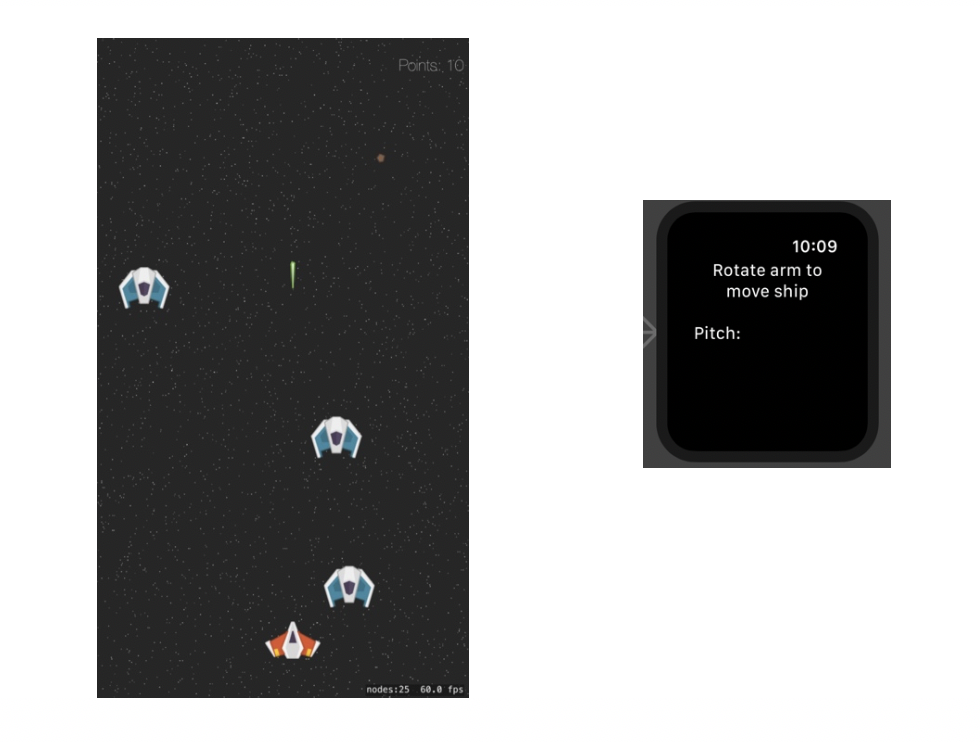 Points: 10
nodes:25 60.0 fps
10:09
Rotate arm to
move ship
Pitch: